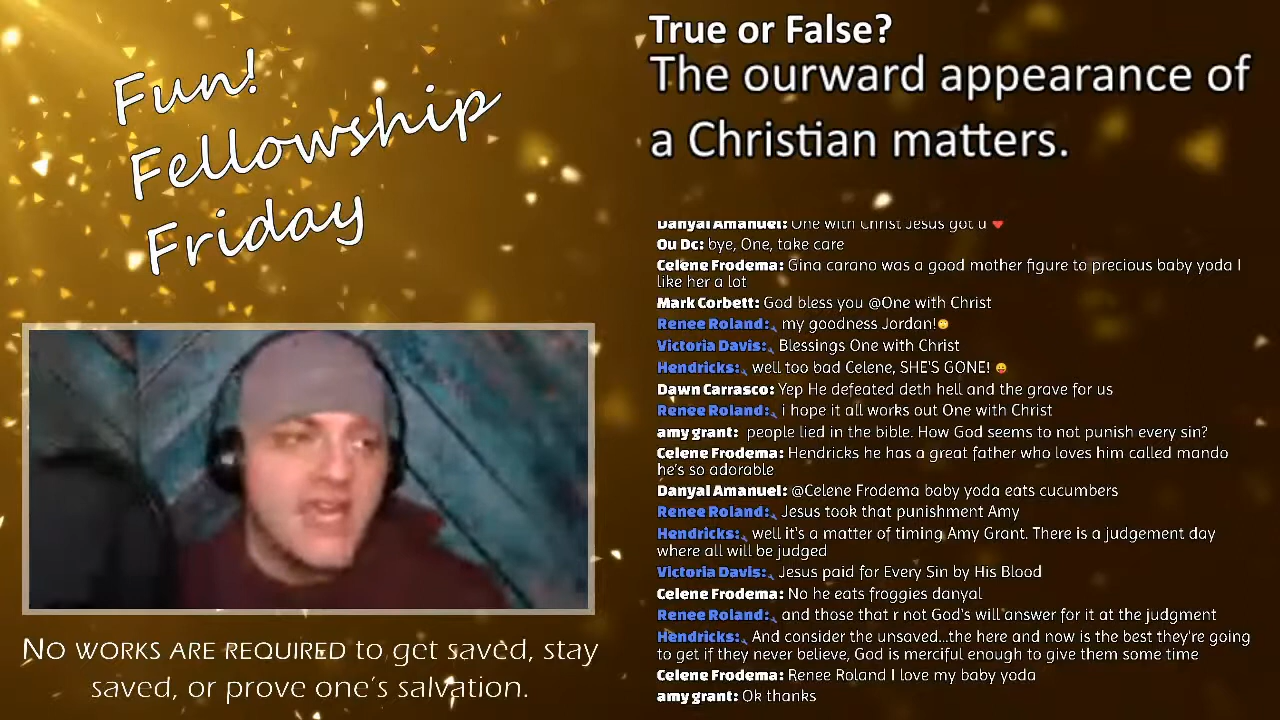 Fun!
Fellowship
Friday
No works are required to get saved, stay
saved, or prove one's salvation.
True or False?
The ourward appearance of
a Christian matters.
Danyal Amanuel: One with Christ Jesus got u ❤
Ou Dc: bye, One, take care
Celene Frodema: Gina carano was a good mother figure to precious baby yoda I
like her a lot
Mark Corbett: God bless you @One with Christ
Renee Roland: my goodness Jordan!
Victoria Davis: Blessings One with Christ
Hendricks: well too bad Celene, SHE'S GONE! 😛
Dawn Carrasco: Yep He defeated deth hell and the grave for us
Renee Roland: i hope it all works out One with Christ
amy grant: people lied in the bible. How God seems to not punish every sin?
Celene Frodema: Hendricks he has a great father who loves him called mando
he's so adorable
Danyal Amanuel: @Celene Frodema baby yoda eats cucumbers
Renee Roland: Jesus took that punishment Amy
Hendricks: well it's a matter of timing Amy Grant. There is a judgement day
where all will be judged
Victoria Davis: Jesus paid for Every Sin by His Blood
Celene Frodema: No he eats froggies danyal
Renee Roland: and those that r not God's will answer for it at the judgment
Hendricks: And consider the unsaved...the here and now is the best they're going
to get if they never believe, God is merciful enough to give them some time
Celene Frodema: Renee Roland I love my baby yoda
amy grant: Ok thanks